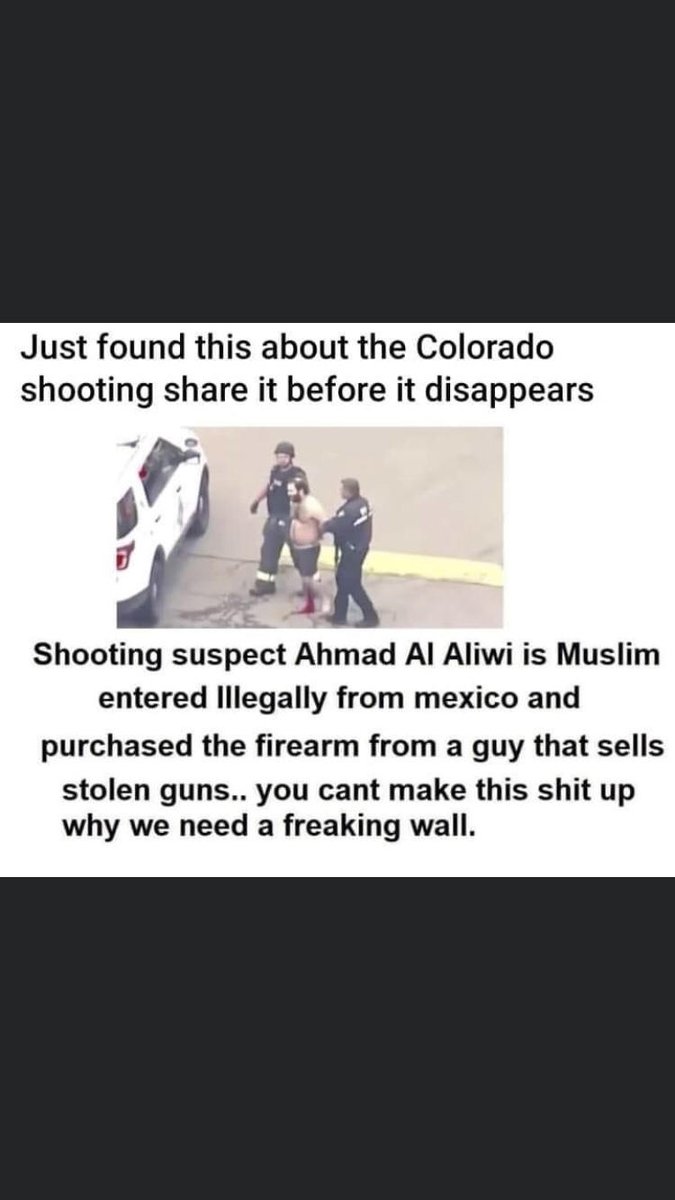 Just found this about the Colorado
shooting share it before it disappears
Shooting suspect Ahmad Al Aliwi is Muslim
entered Illegally from mexico and
purchased the firearm from a guy that sells
stolen guns.. you cant make this shit up
why we need a freaking wall.